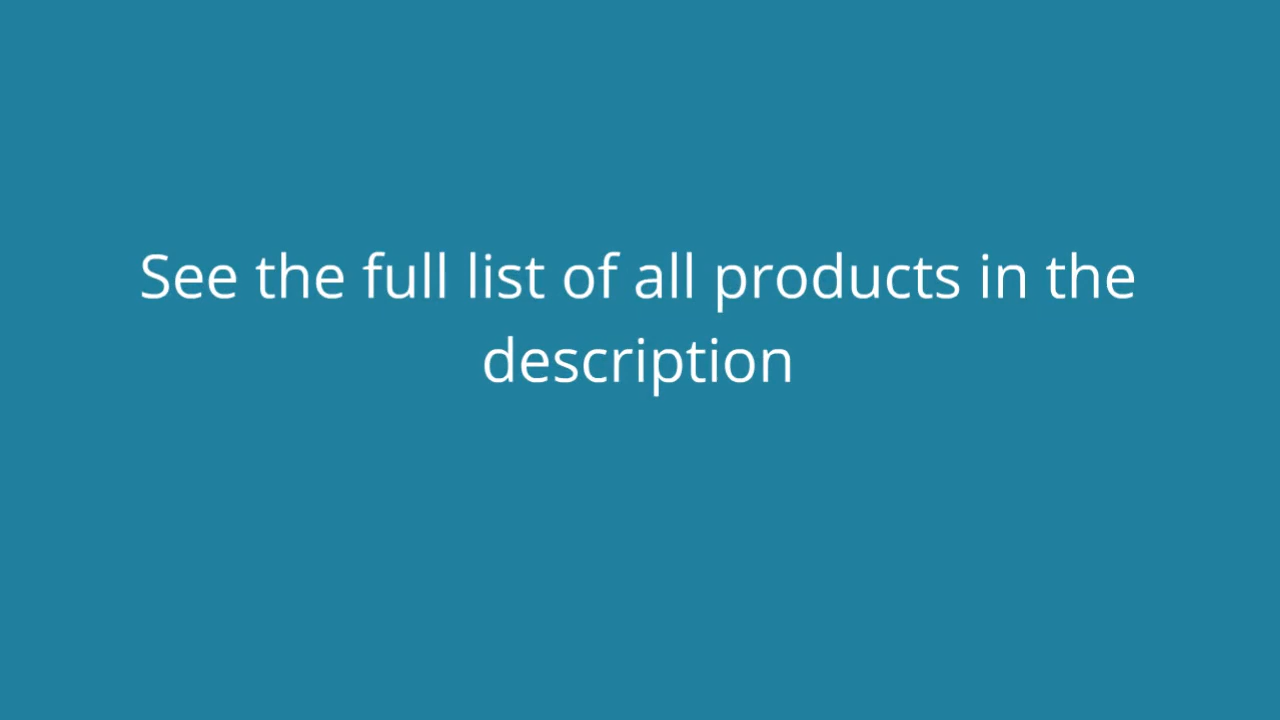 See the full list of all products in the
description